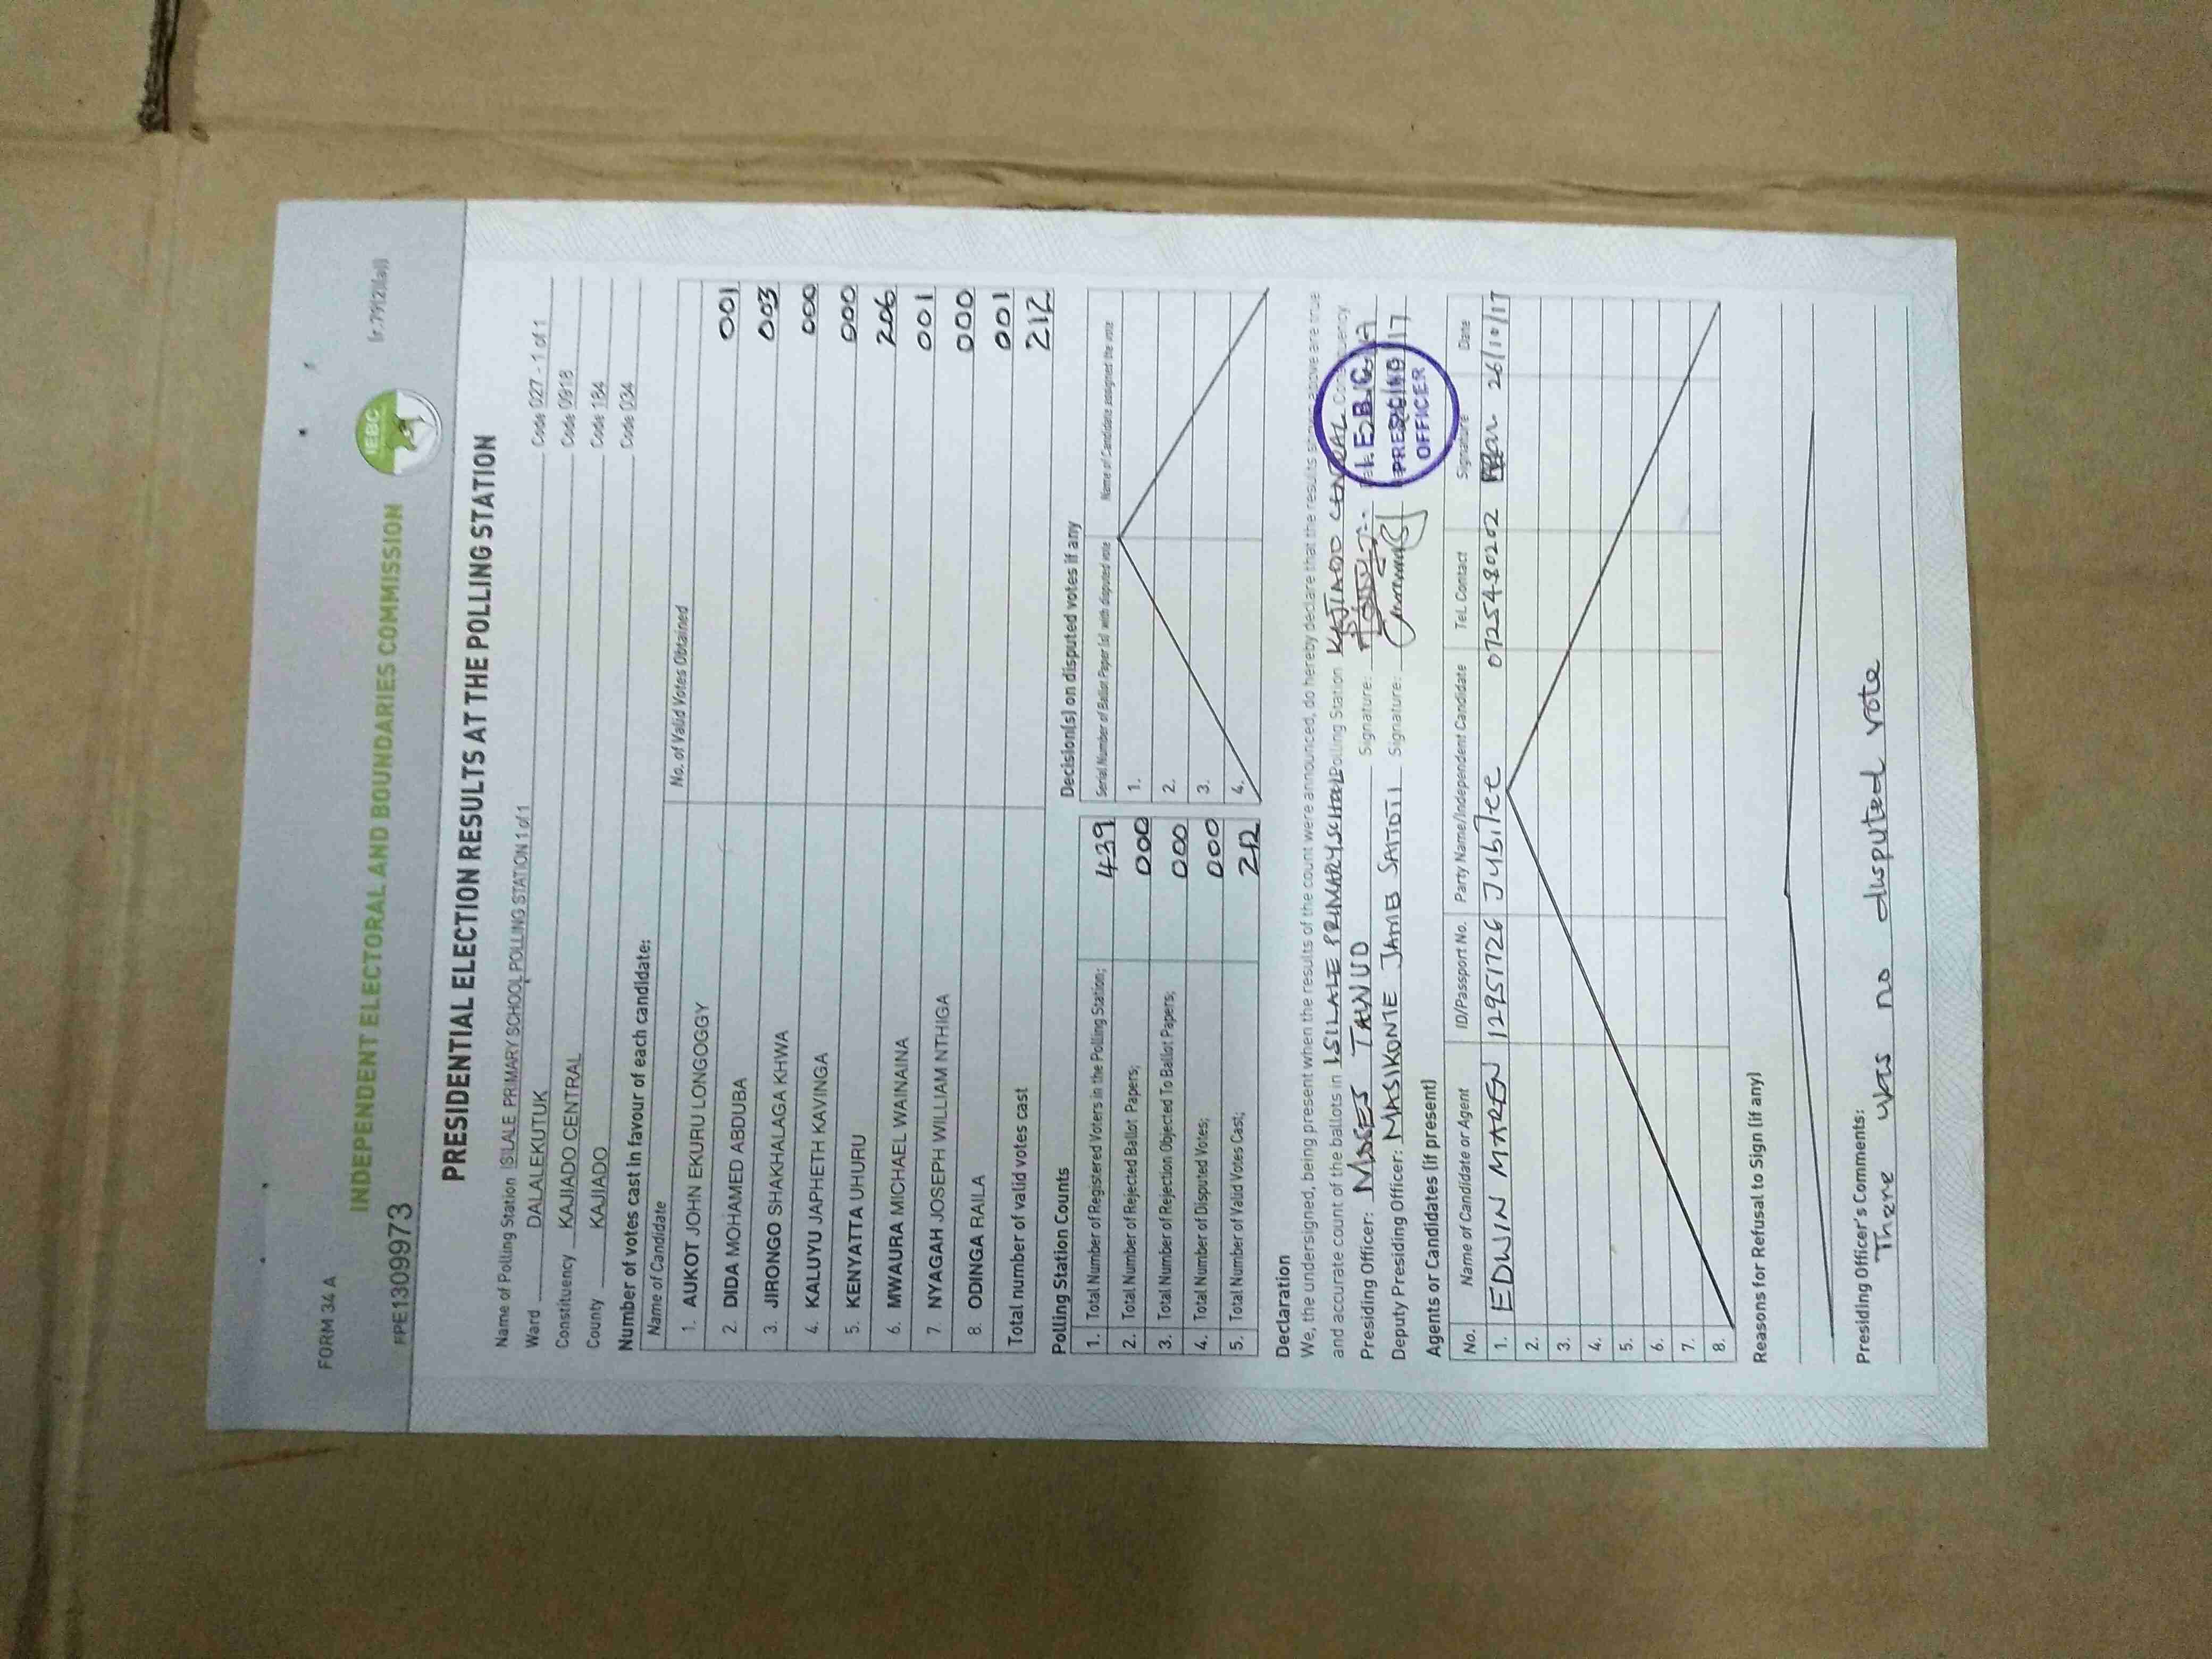 FORM 34 A
(r.79(2)(a))
INDEPENDENT ELECTORAL AND BOUNDARIES COMMISSION
IEBC
PPE13099973
PRESIDENTIAL ELECTION RESULTS AT THE POLLING STATION
Name of Polling Station ISILALE PRIMARY SCHOOL POLLING STATION 1 of 1 Code 027 - 1 of 1
Ward DALALEKUTUK Code 0918
Constituency KAJIADO CENTRAL Code 184
County KAJIADO Code 034
Number of votes cast in favour of each candidate:
Name of Candidate No. of Valid Votes Obtained
1. AUKOT JOHN EKURU LONGOGGY 001
2. DIDA MOHAMED ABDUBA 003
3. JIRONGO SHAKHALAGA KHWA 000
4. KALUYU JAPHETH KAVINGA 000
5. KENYATTA UHURU 206
6. MWAURA MICHAEL WAINAINA 001
7. NYAGAH JOSEPH WILLIAM NTHIGA 000
8. ODINGA RAILA 001
Total number of valid votes cast 212
Polling Station Counts
1. Total Number of Registered Voters in the Polling Station; 439
2. Total Number of Rejected Ballot Papers; 000
3. Total Number of Rejection Objected To Ballot Papers; 000
4. Total Number of Disputed Votes; 000
5. Total Number of Valid Votes Cast; 212
Decision(s) on disputed votes if any
Serial Number of Ballot Paper (s) with disputed vote Name of Candidate assigned the vote
1.
2.
3.
4.
Declaration
We, the undersigned, being present when the results of the count were announced, do hereby declare that the results shown above are true
and accurate count of the ballots in ISILALE PRIMARY SCHOOL Polling Station KAJIADO CENTRAL Constituency
Presiding Officer: MOSES TANUD Signature:
Deputy Presiding Officer: MASIKONTE JAMES SAITOTI Signature:
I.E.B.C.
PRESIDING
OFFICER
Agents or Candidates (if present)
No. Name of Candidate or Agent ID/Passport No. Party Name/Independent Candidate Tel. Contact Signature Date
1. EDWIN MAREN 12951726 Jubilee 0725480202 26/10/17
2.
3.
4.
5.
6.
7.
8.
Reasons for Refusal to Sign (if any)
Presiding Officer's Comments:
There was no disputed vote